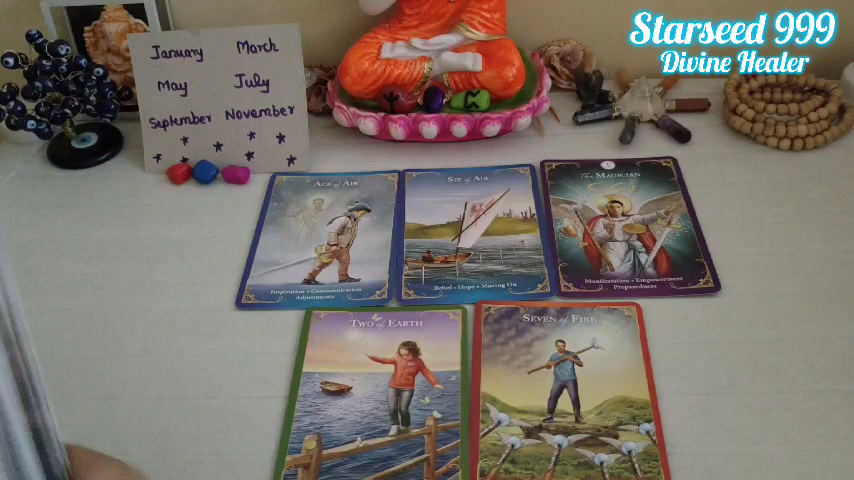 Starseed 999
Divine Healer
January March
May July
September November
Ace of Air
Inspiration • Communication
Adjustments
Six of Air
Relief • Hope • Moving On
The Magician
Manifestation • Empowerment
Preparedness
Two of Earth
Seven of Fire